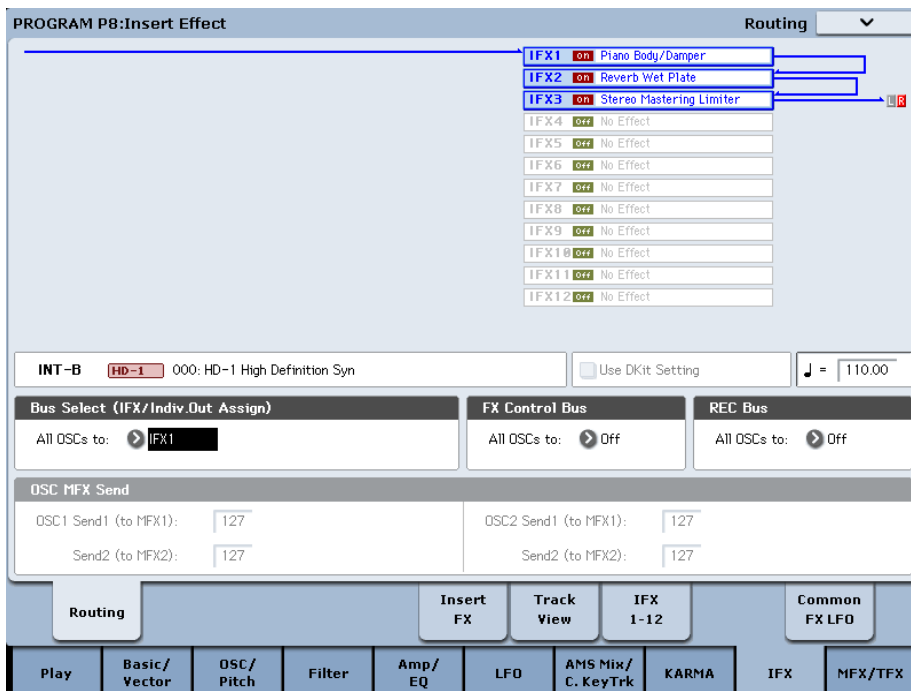 PROGRAM P8:Insert Effect Routing
IFX1 on Piano Body/Damper
IFX2 on Reverb Wet Plate
IFX3 on Stereo Mastering Limiter
L R
IFX4 Off No Effect
IFX5 Off No Effect
IFX6 Off No Effect
IFX7 Off No Effect
IFX8 Off No Effect
IFX9 Off No Effect
IFX10 Off No Effect
IFX11 Off No Effect
IFX12 Off No Effect
INT-B HD-1 000: HD-1 High Definition Syn Use DKit Setting ♩ = 110.00
Bus Select (IFX/Indiv.Out Assign) FX Control Bus REC Bus
All OSCs to: IFX1 All OSCs to: Off All OSCs to: Off
OSC MFX Send
OSC1 Send1 (to MFX1): 127 OSC2 Send1 (to MFX1): 127
Send2 (to MFX2): 127 Send2 (to MFX2): 127
Routing
Insert
FX
Track
View
IFX
1-12
Common
FX LFO
Play
Basic/
Vector
OSC/
Pitch
Filter
Amp/
EQ
LFO
AMS Mix/
C. KeyTrk
KARMA
IFX
MFX/TFX